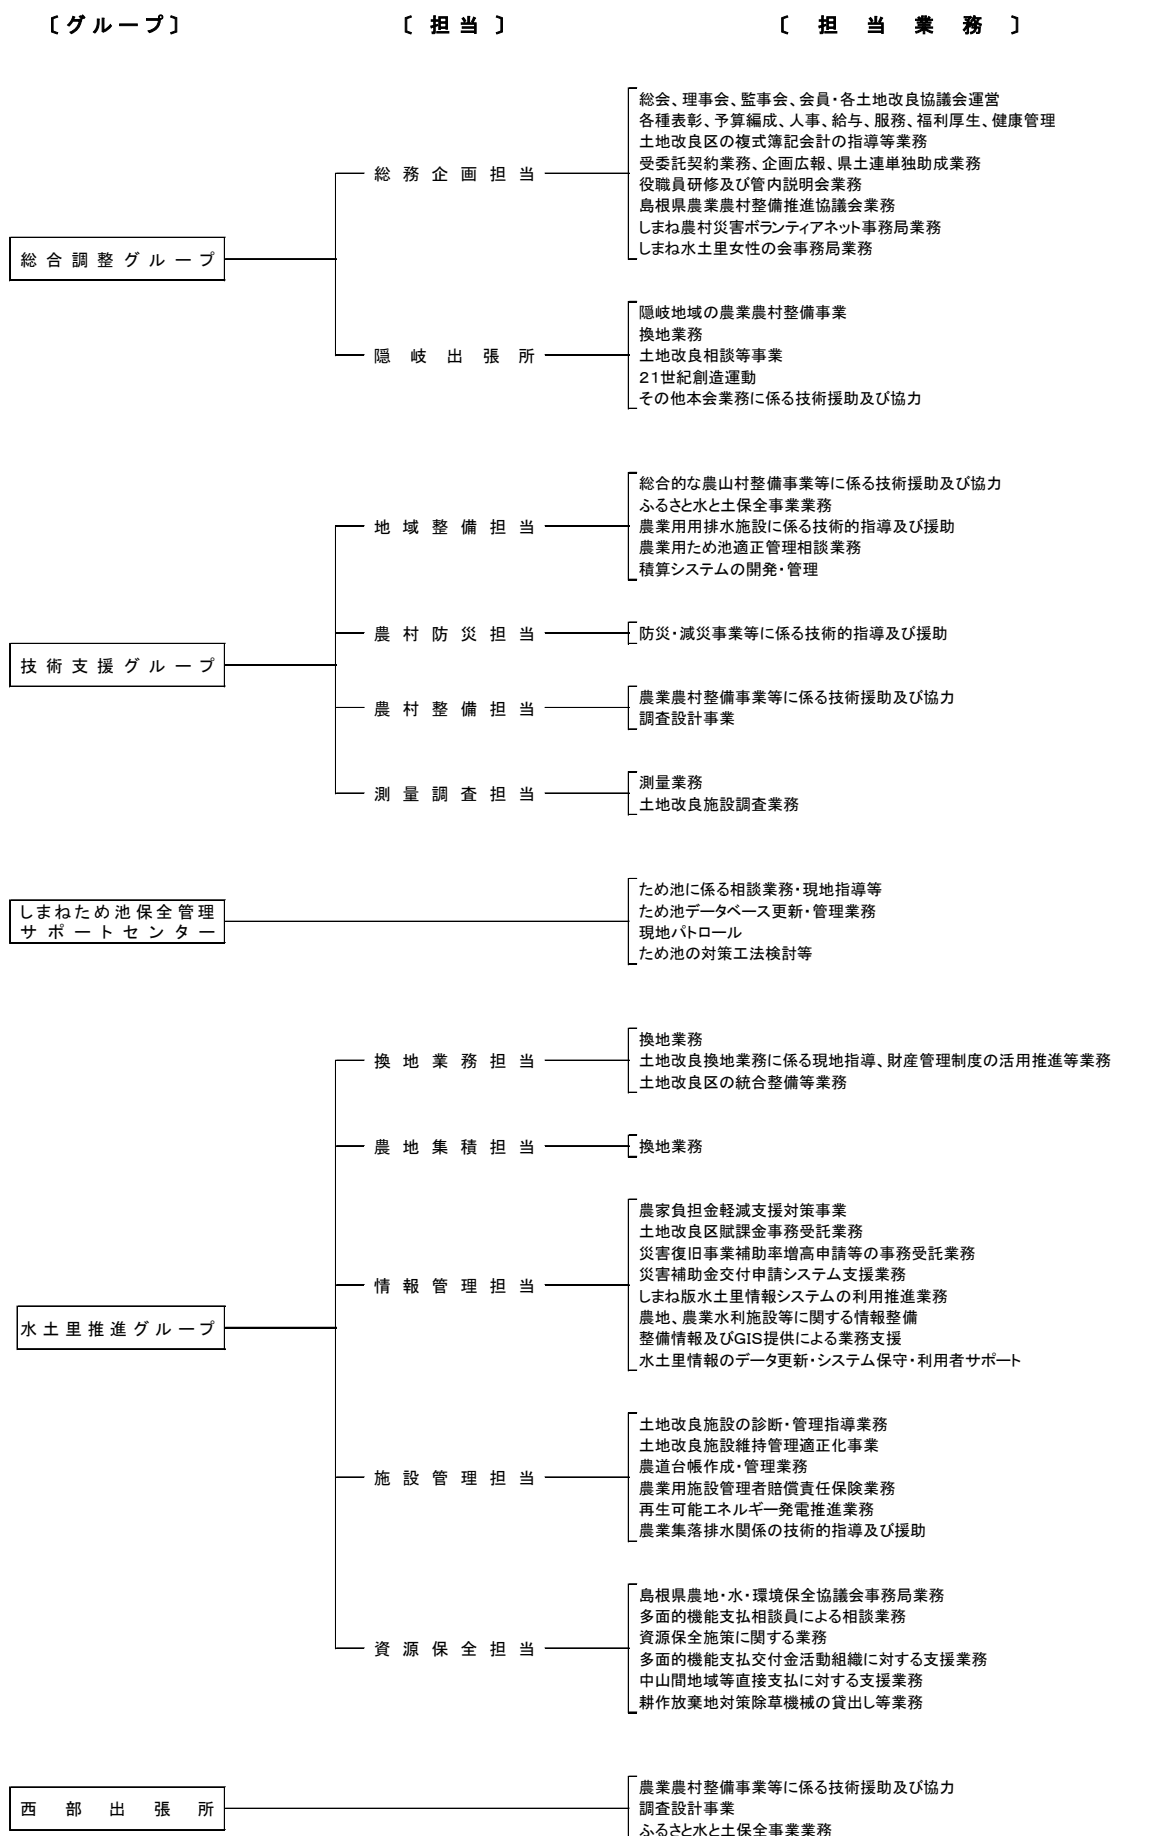 〔グループ〕 〔担当〕 〔担当業務〕
総会、理事会、監事会、会員・各土地改良協議会運営
各種表彰、予算編成、人事、給与、服務、福利厚生、健康管理
土地改良区の複式簿記会計の指導等業務
受委託契約業務、企画広報、県土連単独助成業務
総務企画担当
役職員研修及び管内説明会業務
島根県農業農村整備推進協議会業務
しまね農村災害ボランティアネット事務局業務
しまね水土里女性の会事務局業務
総合調整グループ
隠岐地域の農業農村整備事業
換地業務
隠岐出張所
土地改良相談等事業
21世紀創造運動
その他本会業務に係る技術援助及び協力
総合的な農山村整備事業等に係る技術援助及び協力
ふるさと水と土保全事業業務
地域整備担当
農業用用排水施設に係る技術的指導及び援助
農業用ため池適正管理相談業務
積算システムの開発・管理
農村防災担当
防災・減災事業等に係る技術的指導及び援助
技術支援グループ
農村整備担当
農業農村整備事業等に係る技術援助及び協力
調査設計事業
測量調査担当
測量業務
土地改良施設調査業務
しまねため池保全管理
サポートセンター
ため池に係る相談業務・現地指導等
ため池データベース更新・管理業務
現地パトロール
ため池の対策工法検討等
換地業務担当
換地業務
土地改良換地業務に係る現地指導、財産管理制度の活用推進等業務
土地改良区の統合整備等業務
農地集積担当
換地業務
農家負担金軽減支援対策事業
土地改良区賦課金事務受託業務
災害復旧事業補助率増高申請等の事務受託業務
情報管理担当
災害補助金交付申請システム支援業務
しまね版水土里情報システムの利用推進業務
農地、農業水利施設等に関する情報整備
整備情報及びGIS提供による業務支援
水土里情報のデータ更新・システム保守・利用者サポート
水土里推進グループ
土地改良施設の診断・管理指導業務
土地改良施設維持管理適正化事業
農道台帳作成・管理業務
施設管理担当
農業用施設管理者賠償責任保険業務
再生可能エネルギー発電推進業務
農業集落排水関係の技術的指導及び援助
島根県農地・水・環境保全協議会事務局業務
多面的機能支払相談員による相談業務
資源保全施策に関する業務
資源保全担当
多面的機能支払交付金活動組織に対する支援業務
中山間地域等直接支払に対する支援業務
耕作放棄地対策除草機械の貸出し等業務
西部出張所
農業農村整備事業等に係る技術援助及び協力
調査設計事業
ふるさと水と土保全事業業務